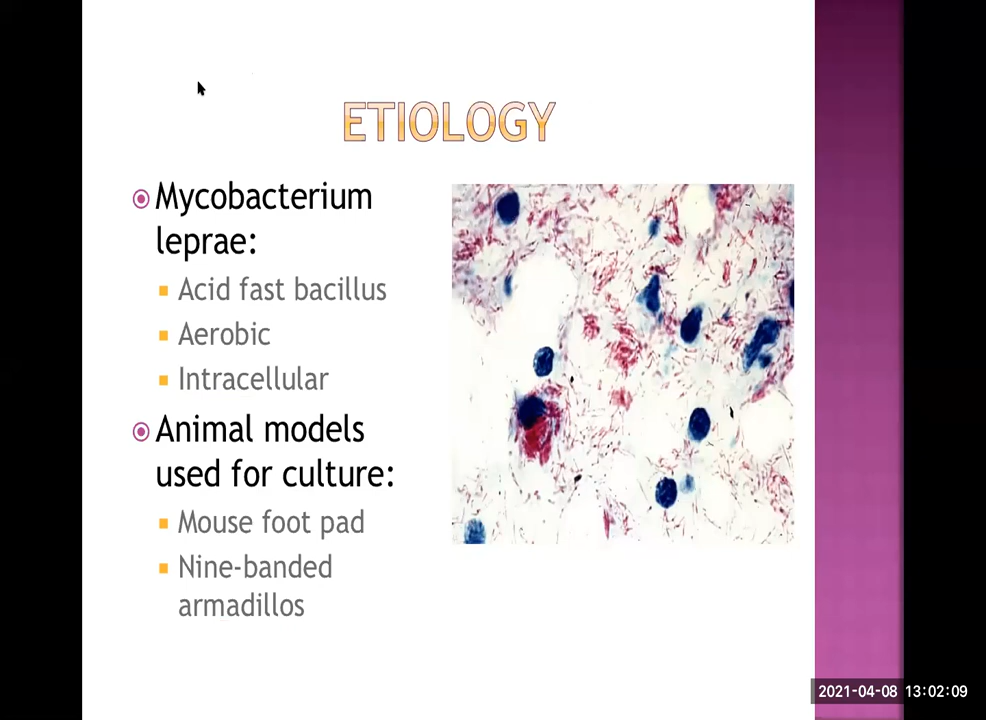 ETIOLOGY
Mycobacterium
leprae:
Acid fast bacillus
Aerobic
Intracellular
Animal models
used for culture:
Mouse foot pad
Nine-banded
armadillos
2021-04-08 13:02:09